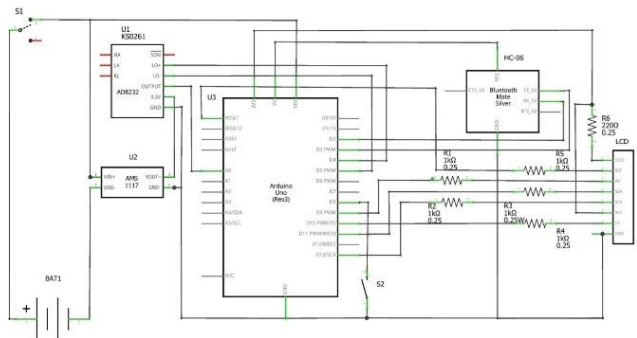 S1
U1
KS0261
RA
LA
RL
SDN
LO+
LO-
OUTPUT
3.3V
GND
AD8232
U2
VIN+
GND-
VOUT+
GND-
AMS
1117
BAT1
+
U3
3V3
5V
VIN
RESET
RESET2
AREF
A0
A1
A2
A3
A4/SDA
A5/SCL
N/C
GND
Arduino
Uno
(Rev3)
D0/RX
D1/TX
D2
D3 PWM
D4
D5 PWM
D6 PWM
D7
D8
D9 PWM
D10 PWM/SS
D11 PWM/MOSI
D12/MISO
D13/SCK
S2
HC-06
VCC
Bluetooth
Mate
Silver
GND
R1
1kΩ
0.25
R2
1kΩ
0.25
R3
1kΩ
0.25W
R4
1kΩ
0.25
R5
1kΩ
0.25
R6
220Ω
0.25
LCD